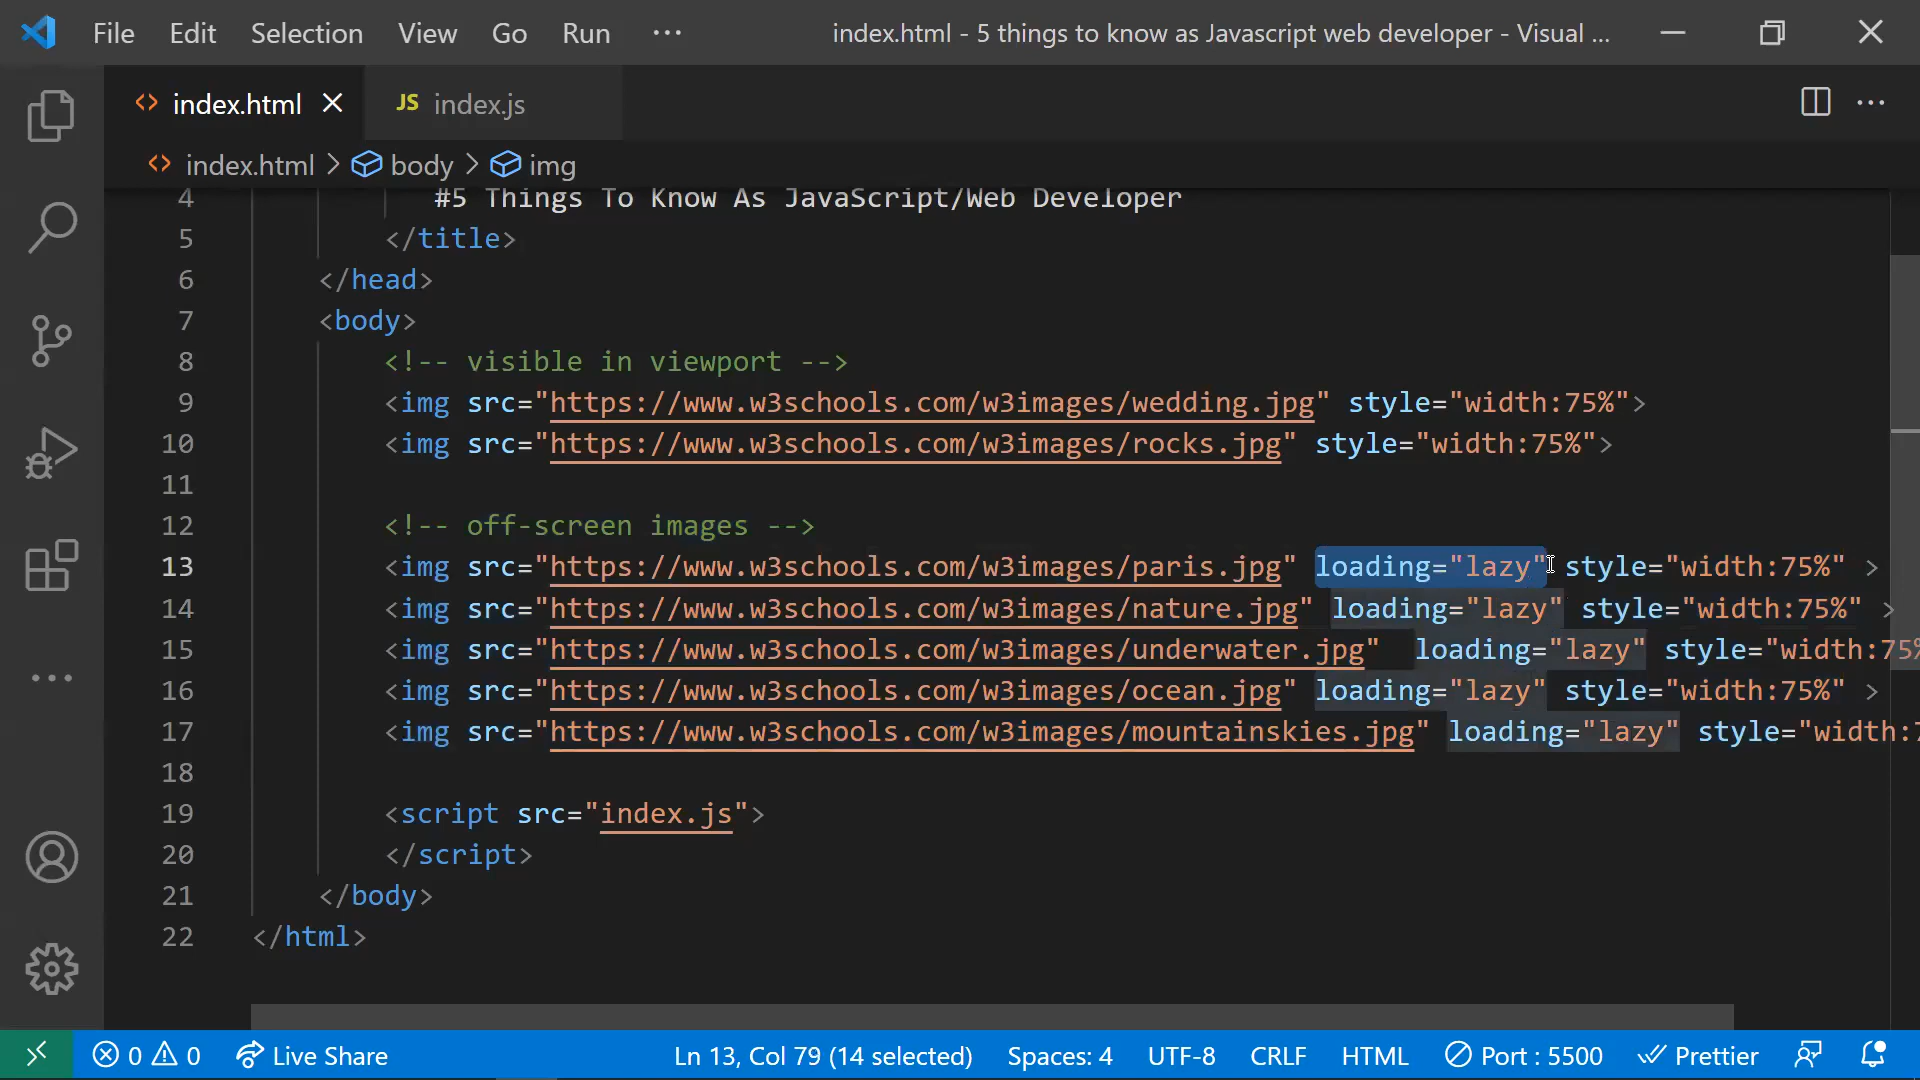 File Edit Selection View Go Run ··· index.html - 5 things to know as Javascript web developer - Visual ...
index.html JS index.js
index.html > body > img
4 #5 Things To Know As JavaScript/Web Developer
5 </title>
6 </head>
7 <body>
8 <!-- visible in viewport -->
9 <img src="https://www.w3schools.com/w3images/wedding.jpg" style="width:75%">
10 <img src="https://www.w3schools.com/w3images/rocks.jpg" style="width:75%">
11
12 <!-- off-screen images -->
13 <img src="https://www.w3schools.com/w3images/paris.jpg" loading="lazy" style="width:75%" >
14 <img src="https://www.w3schools.com/w3images/nature.jpg" loading="lazy" style="width:75%" >
15 <img src="https://www.w3schools.com/w3images/underwater.jpg" loading="lazy" style="width:75%
16 <img src="https://www.w3schools.com/w3images/ocean.jpg" loading="lazy" style="width:75%" >
17 <img src="https://www.w3schools.com/w3images/mountainskies.jpg" loading="lazy" style="width:7
18
19 <script src="index.js">
20 </script>
21 </body>
22 </html>
0 0 Live Share Ln 13, Col 79 (14 selected) Spaces: 4 UTF-8 CRLF HTML Port : 5500 Prettier